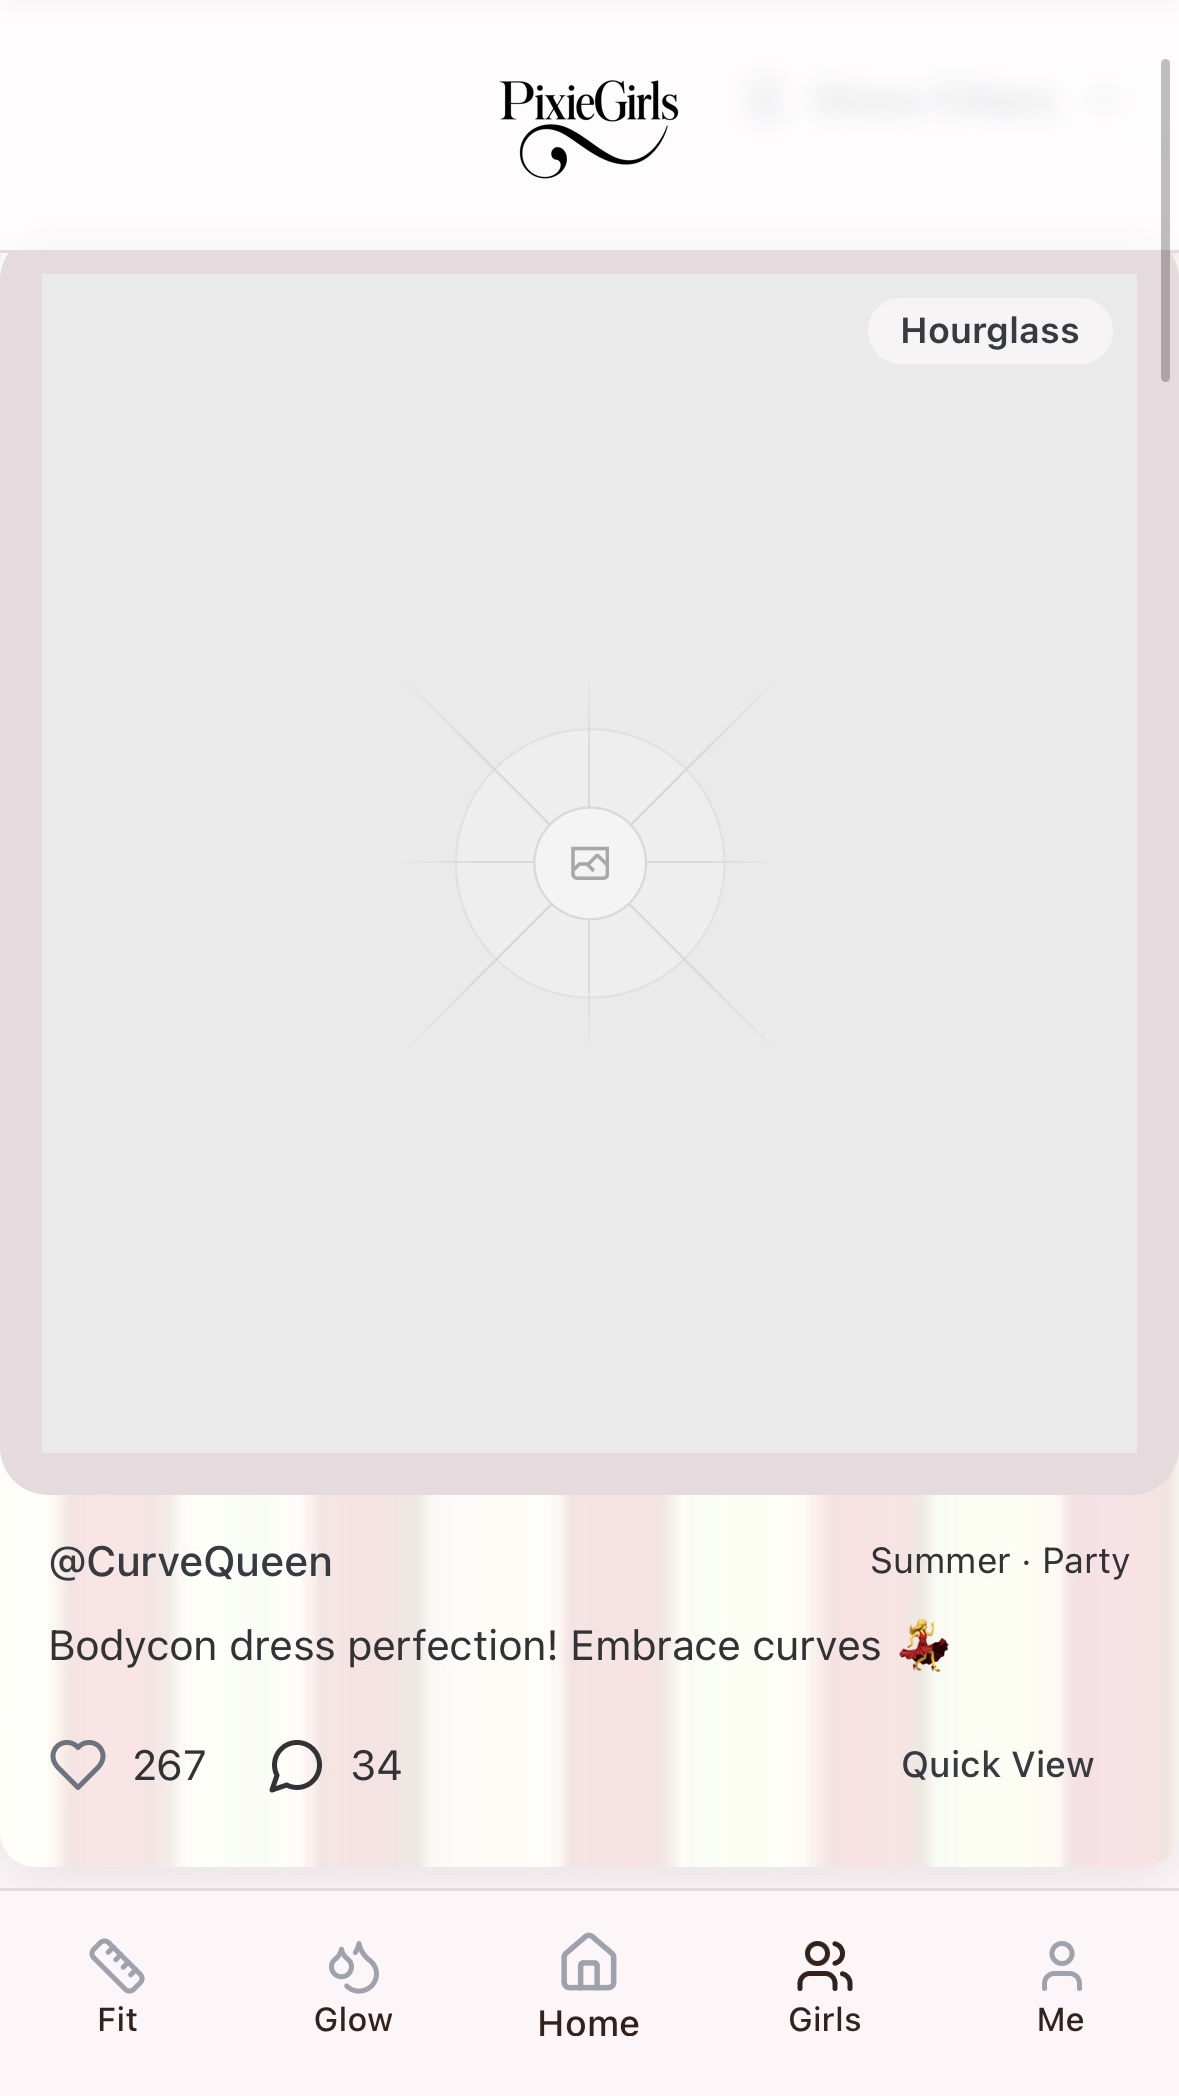 PixieGirls
Hourglass
@CurveQueen
Summer · Party
Bodycon dress perfection! Embrace curves 💃
267
34
Quick View
Fit
Glow
Home
Girls
Me